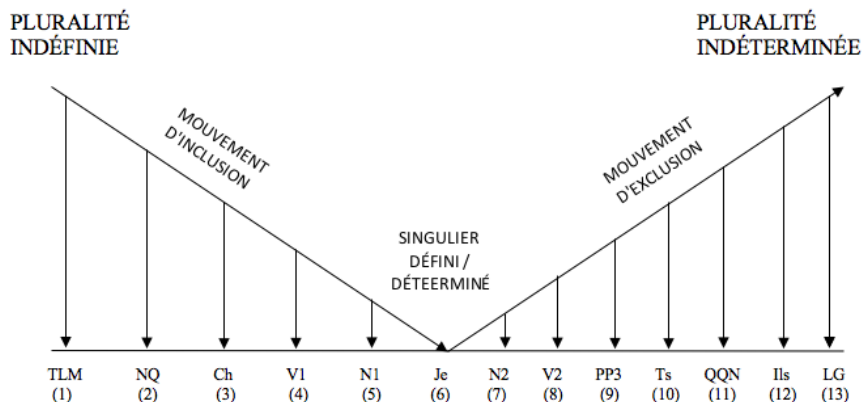 PLURALITÉ
INDÉFINIE
PLURALITÉ
INDÉTERMINÉE
MOUVEMENT
D'INCLUSION
MOUVEMENT
D'EXCLUSION
SINGULIER
DÉFINI /
DÉTEERMINÉ
TLM NQ Ch V1 N1 Je N2 V2 PP3 Ts QQN Ils LG
(1) (2) (3) (4) (5) (6) (7) (8) (9) (10) (11) (12) (13)